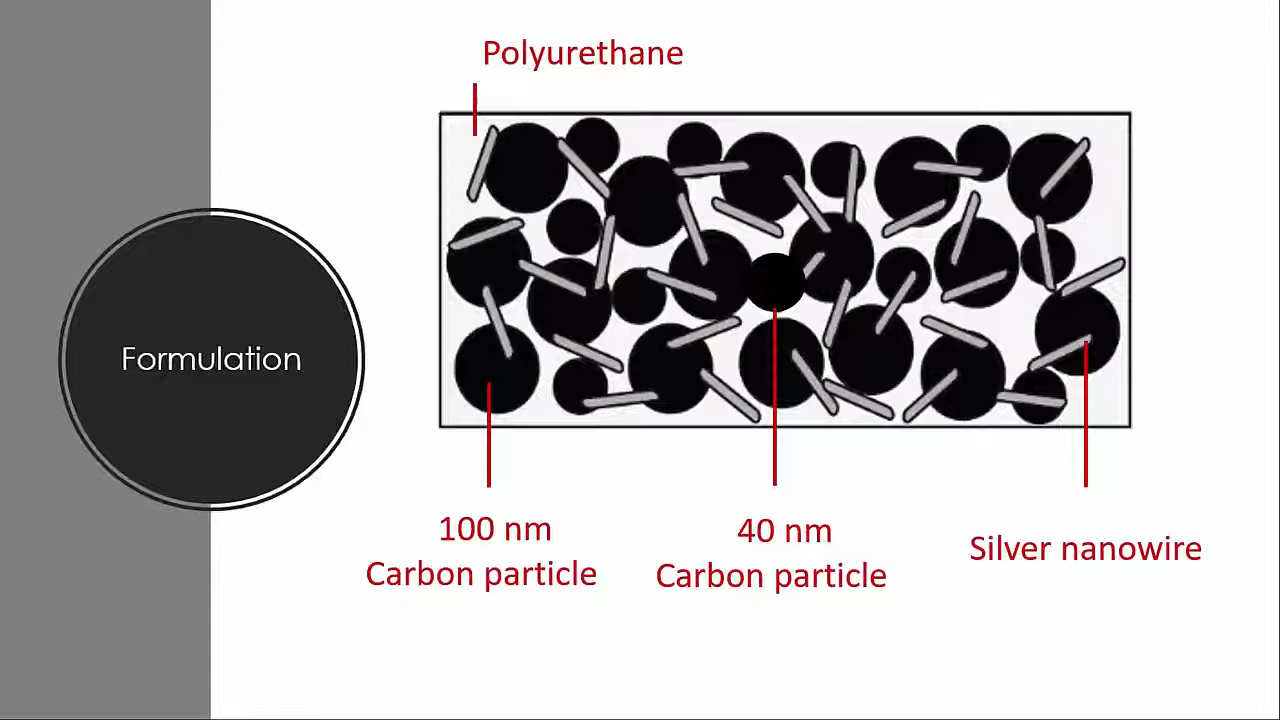 Polyurethane
Formulation
100 nm
Carbon particle
40 nm
Carbon particle
Silver nanowire